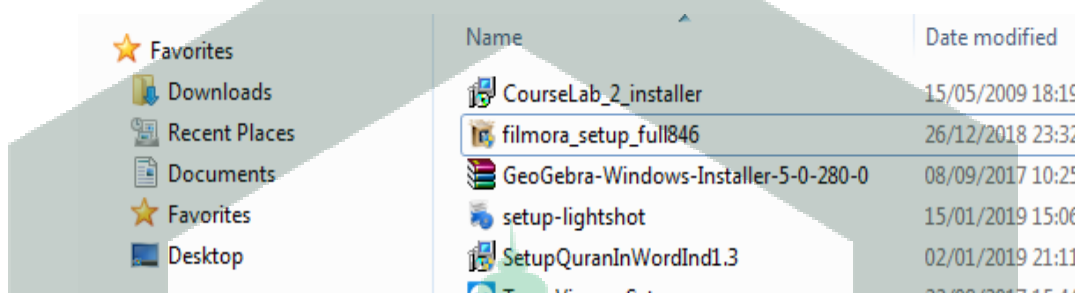 Favorites
Downloads
Recent Places
Documents
Favorites
Desktop
Name Date modified
CourseLab_2_installer 15/05/2009 18:19
filmora_setup_full846 26/12/2018 23:32
GeoGebra-Windows-Installer-5-0-280-0 08/09/2017 10:25
setup-lightshot 15/01/2019 15:06
SetupQuranInWordInd1.3 02/01/2019 21:11